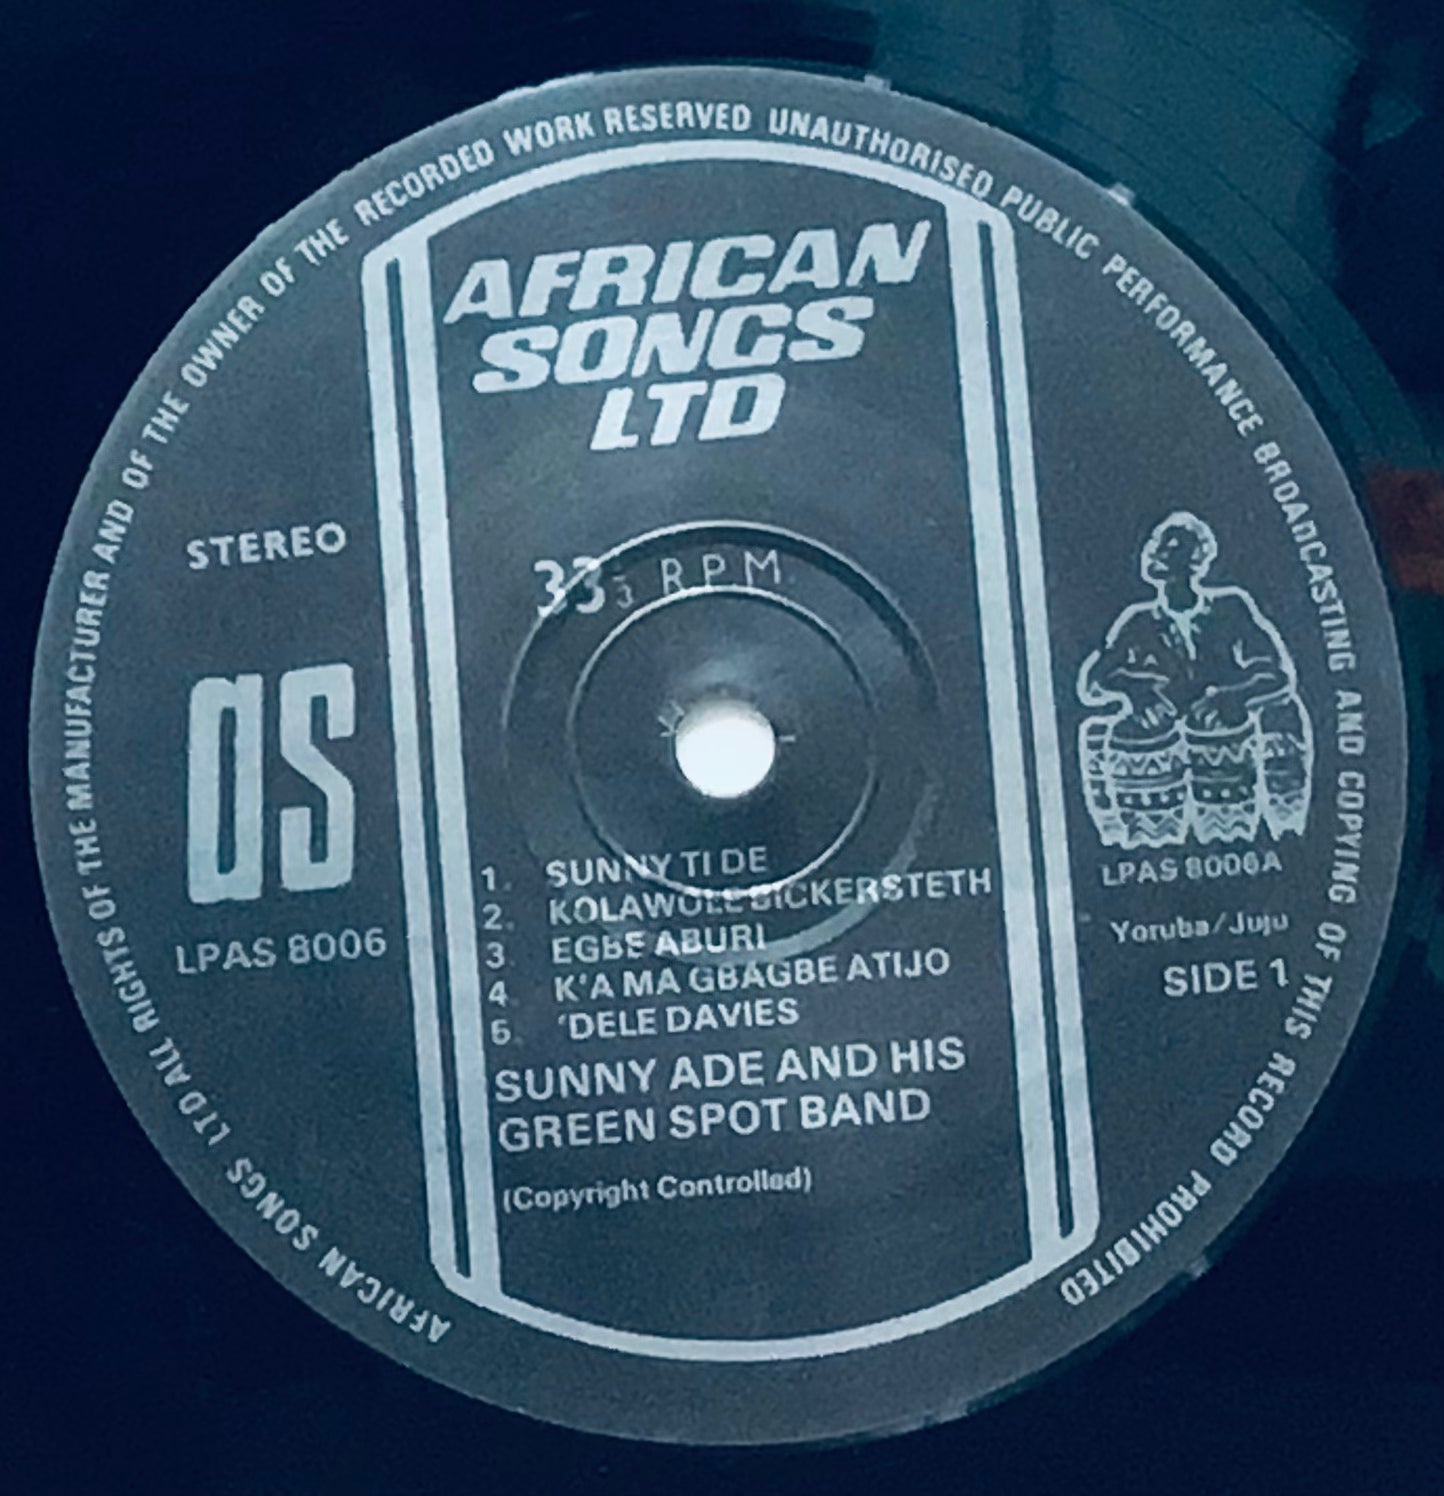 AFRICAN SONGS LTD ALL RIGHTS OF THE MANUFACTURER AND OF THE OWNER OF THE RECORDED WORK RESERVED UNAUTHORISED PUBLIC PERFORMANCE BROADCASTING AND COPYING OF THIS RECORD PROHIBITED
AFRICAN
SONGS
LTD
STEREO
33⅓ R.P.M.
as
LPAS 8006
LPAS 8006A
Yoruba/Juju
SIDE 1
1. SUNNY TI DE
2. KOLAWOLE BICKERSTETH
3. EGBE ABURI
4. K'A MA GBAGBE ATIJO
5. 'DELE DAVIES
SUNNY ADE AND HIS
GREEN SPOT BAND
(Copyright Controlled)